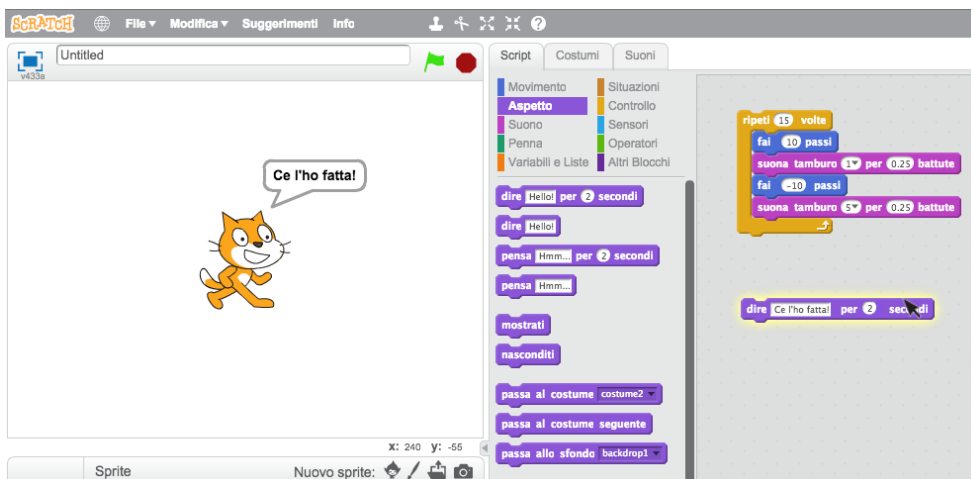 SCRATCH File Modifica Suggerimenti Info
v433a
Untitled
Ce l'ho fatta!
x: 240 y: -55
Sprite Nuovo sprite:
Script Costumi Suoni
Movimento Situazioni
Aspetto Controllo
Suono Sensori
Penna Operatori
Variabili e Liste Altri Blocchi
dire Hello! per 2 secondi
dire Hello!
pensa Hmm... per 2 secondi
pensa Hmm...
mostrati
nasconditi
passa al costume costume2
passa al costume seguente
passa allo sfondo backdrop1
ripeti 15 volte
fai 10 passi
suona tamburo 1 per 0.25 battute
fai -10 passi
suona tamburo 5 per 0.25 battute
dire Ce l'ho fatta! per 2 secondi